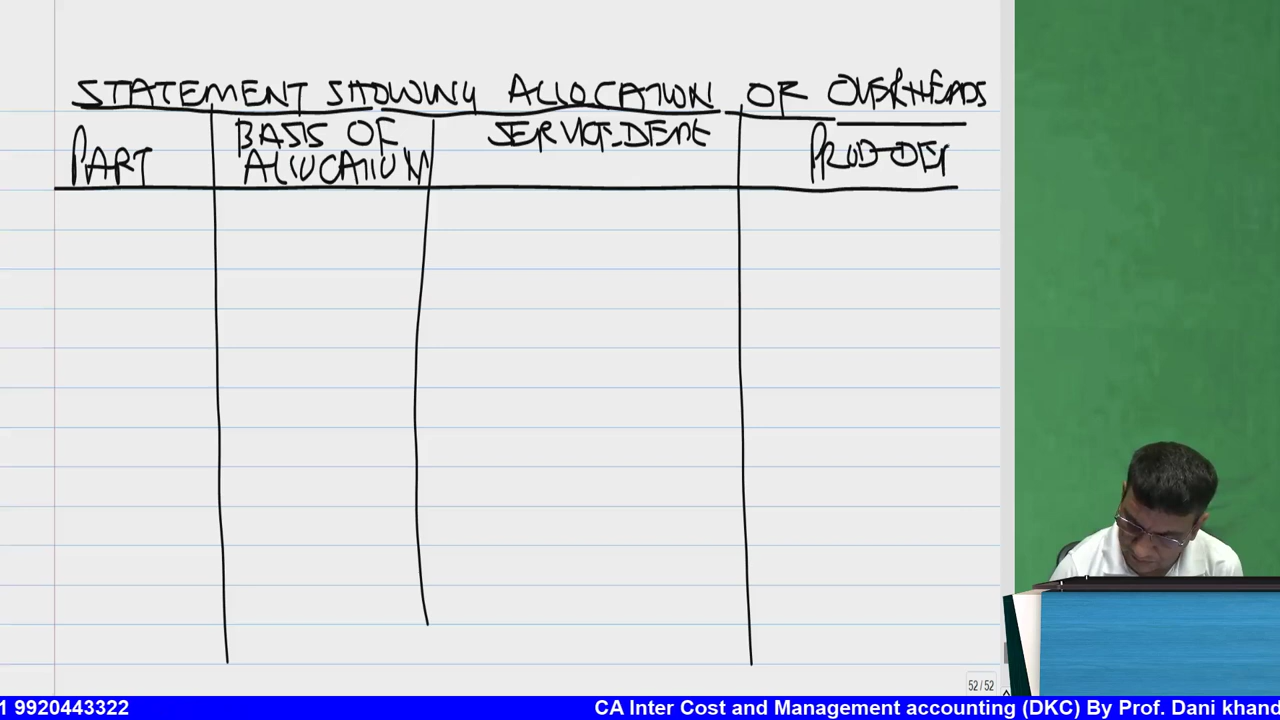 STATEMENT SHOWING ALLOCATION OF OVERHEADS
PART
BASIS OF
ALLOCATION
SERVICE DEPT
PROD-DEPT
52 / 52
1 9920443322
CA Inter Cost and Management accounting (DKC) By Prof. Dani khand